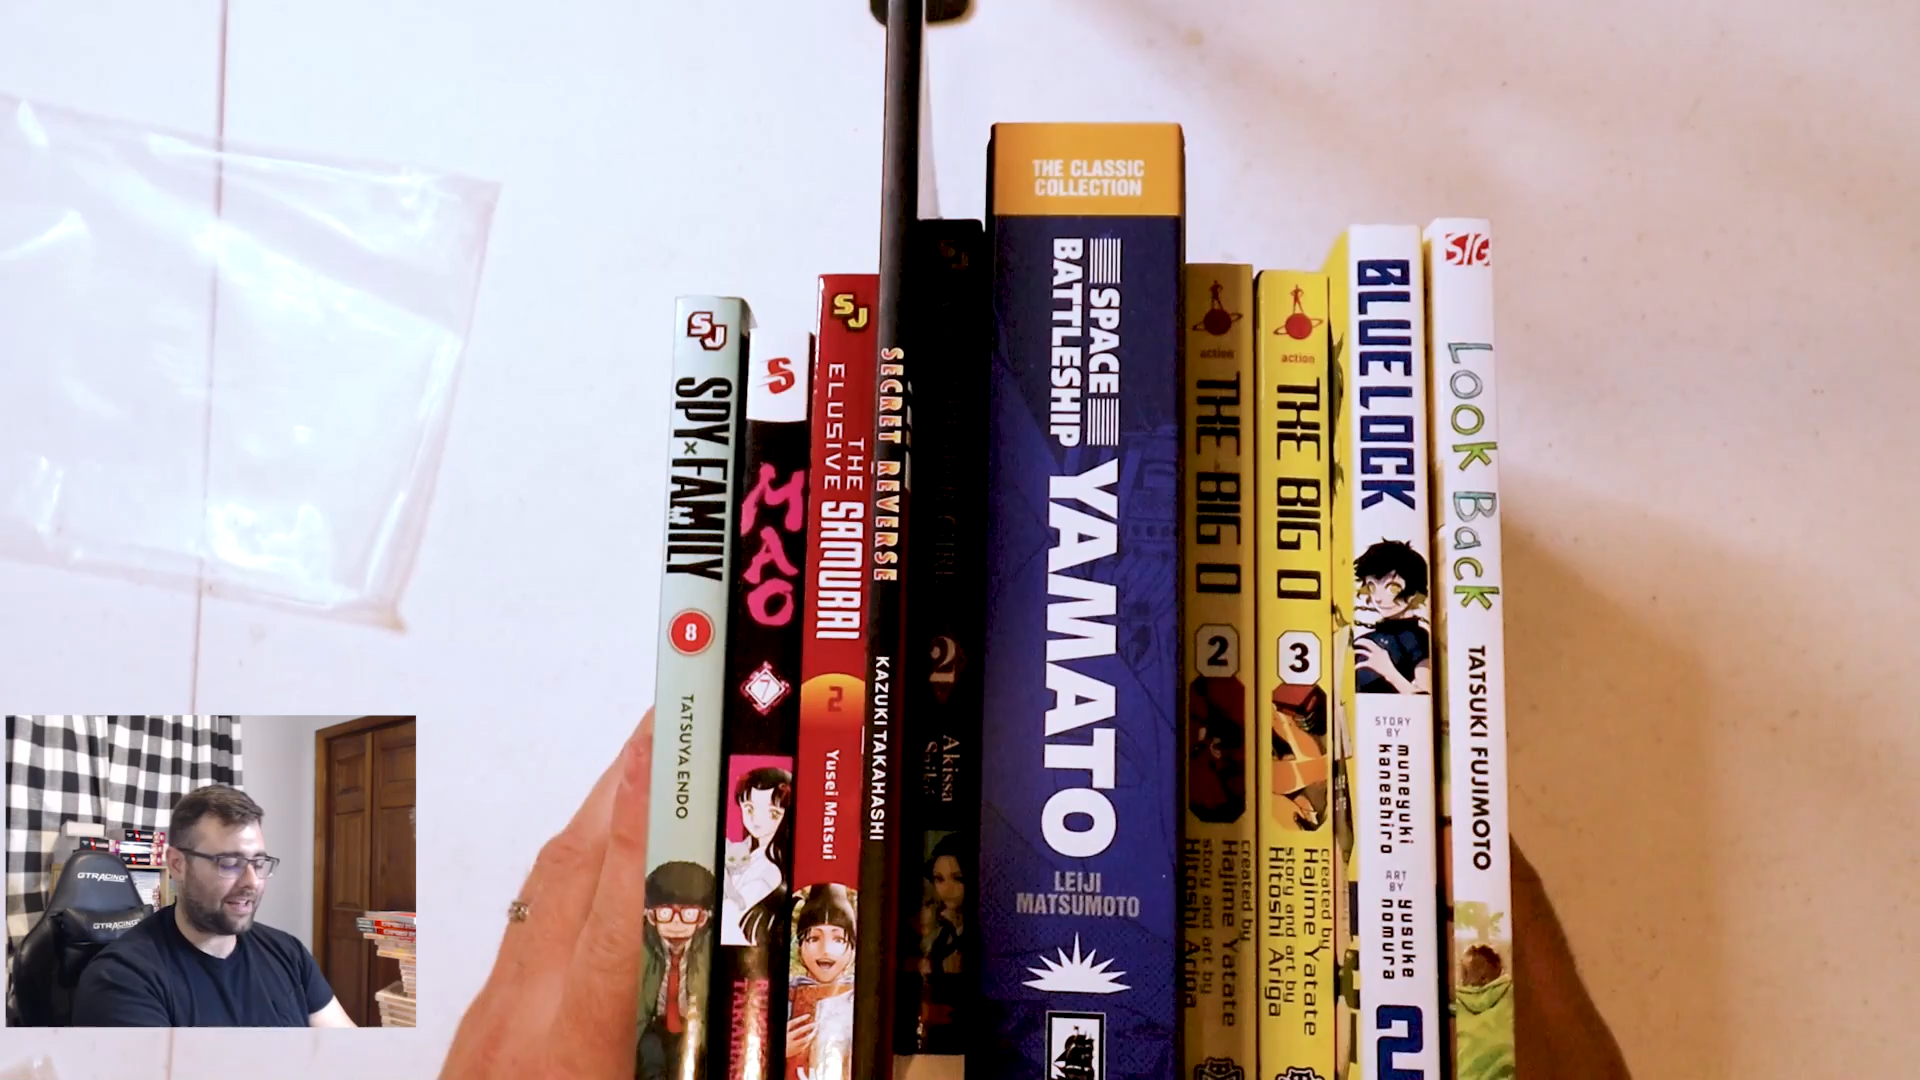 SJ
SPY×FAMILY
8
TATSUYA ENDO
S
MAO
7
SJ
THE
ELUSIVE SAMURAI
2
Yusei Matsui
SECRET REVERSE
KAZUKI TAKAHASHI
2
Akissa
THE CLASSIC
COLLECTION
SPACE
BATTLESHIP
YAMATO
LEIJI
MATSUMOTO
action
THE BIG O
2
created by
Hajime Yatate
story and art by
Hitoshi Ariga
action
THE BIG O
3
created by
Hajime Yatate
story and art by
Hitoshi Ariga
BLUELOCK
STORY
BY
muneyuki
kaneshiro
ART
BY
yusuke
nomura
2
SIG
Look Back
TATSUKI FUJIMOTO
GTRACING
GTRACING